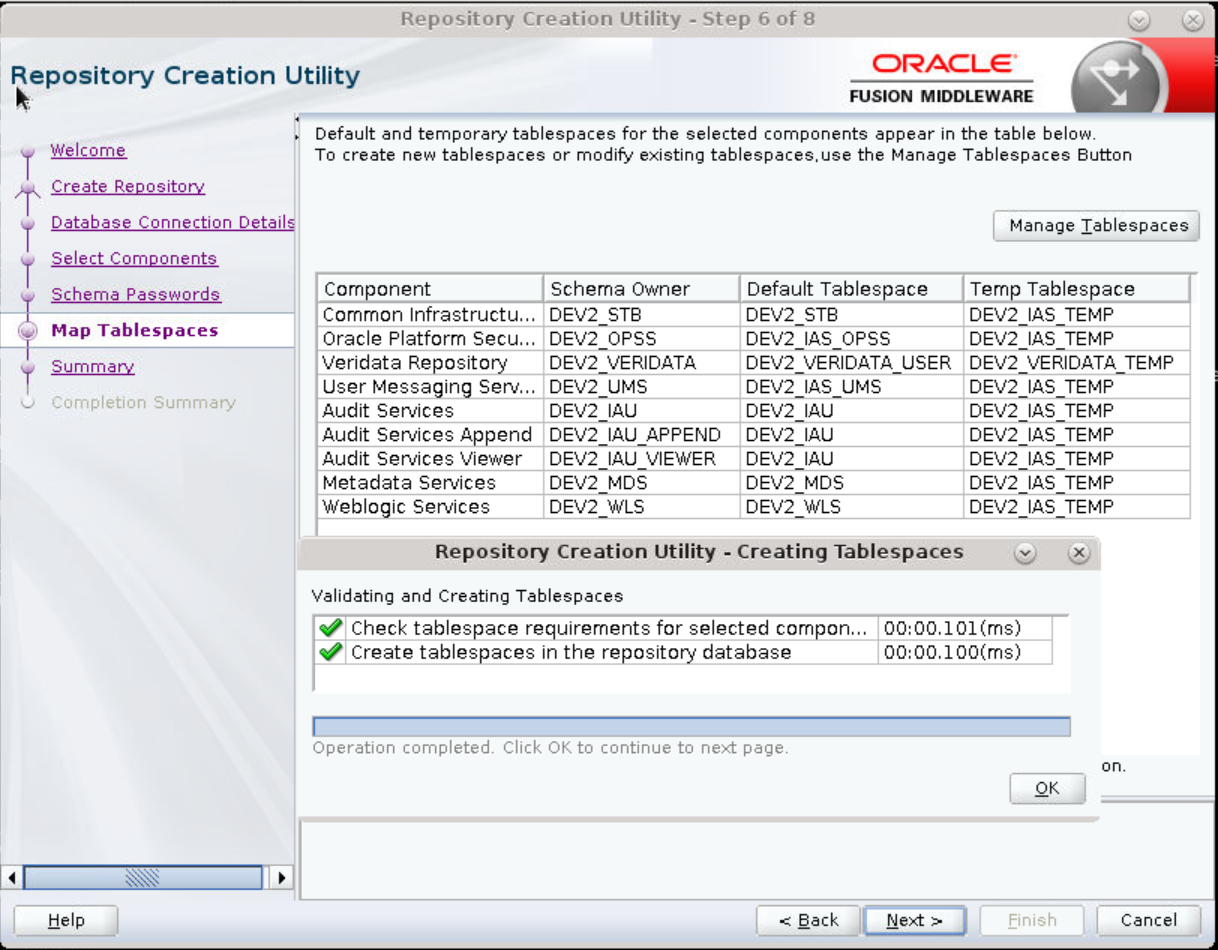 Repository Creation Utility - Step 6 of 8
Repository Creation Utility
ORACLE
FUSION MIDDLEWARE
Welcome
Create Repository
Database Connection Details
Select Components
Schema Passwords
Map Tablespaces
Summary
Completion Summary
Default and temporary tablespaces for the selected components appear in the table below.
To create new tablespaces or modify existing tablespaces,use the Manage Tablespaces Button
Manage Tablespaces
Component Schema Owner Default Tablespace Temp Tablespace
Common Infrastructu... DEV2_STB DEV2_STB DEV2_IAS_TEMP
Oracle Platform Secu... DEV2_OPSS DEV2_IAS_OPSS DEV2_IAS_TEMP
Veridata Repository DEV2_VERIDATA DEV2_VERIDATA_USER DEV2_VERIDATA_TEMP
User Messaging Serv... DEV2_UMS DEV2_IAS_UMS DEV2_IAS_TEMP
Audit Services DEV2_IAU DEV2_IAU DEV2_IAS_TEMP
Audit Services Append DEV2_IAU_APPEND DEV2_IAU DEV2_IAS_TEMP
Audit Services Viewer DEV2_IAU_VIEWER DEV2_IAU DEV2_IAS_TEMP
Metadata Services DEV2_MDS DEV2_MDS DEV2_IAS_TEMP
Weblogic Services DEV2_WLS DEV2_WLS DEV2_IAS_TEMP
Repository Creation Utility - Creating Tablespaces
Validating and Creating Tablespaces
Check tablespace requirements for selected compon... 00:00.101(ms)
Create tablespaces in the repository database 00:00.100(ms)
Operation completed. Click OK to continue to next page.
on.
OK
Help
< Back Next > Finish Cancel